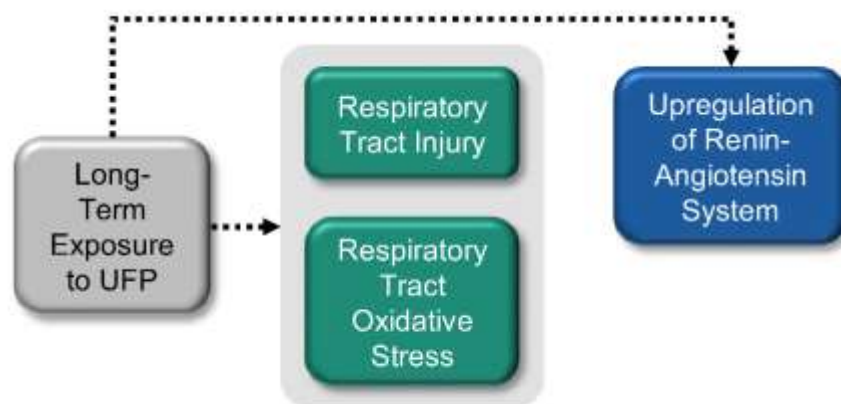 Long-
Term
Exposure
to UFP
Respiratory
Tract Injury
Respiratory
Tract
Oxidative
Stress
Upregulation
of Renin-
Angiotensin
System